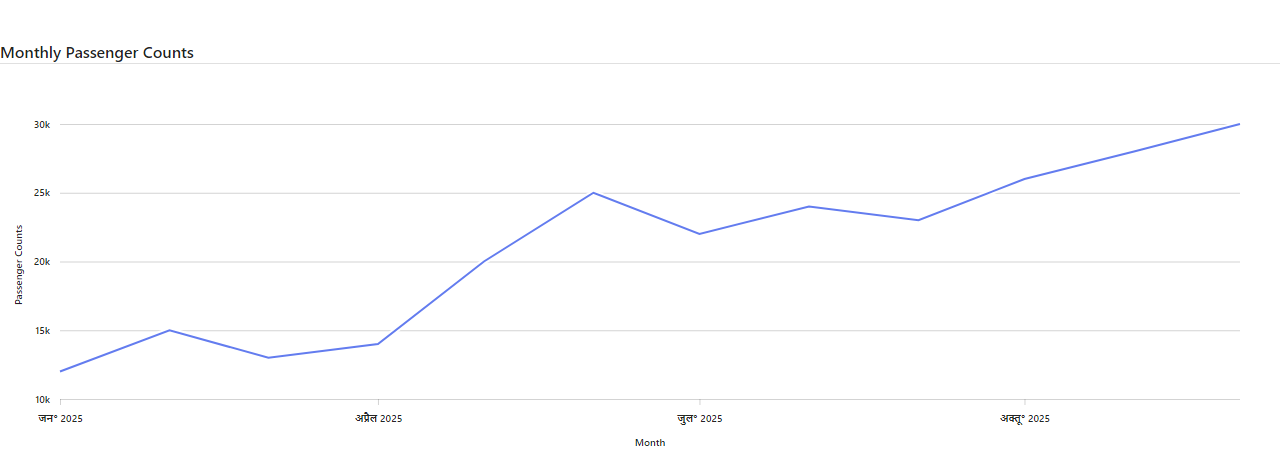 Monthly Passenger Counts
30k
25k
20k
15k
10k
Passenger Counts
जन॰ 2025 अप्रैल 2025 जुल॰ 2025 अक्तू॰ 2025
Month